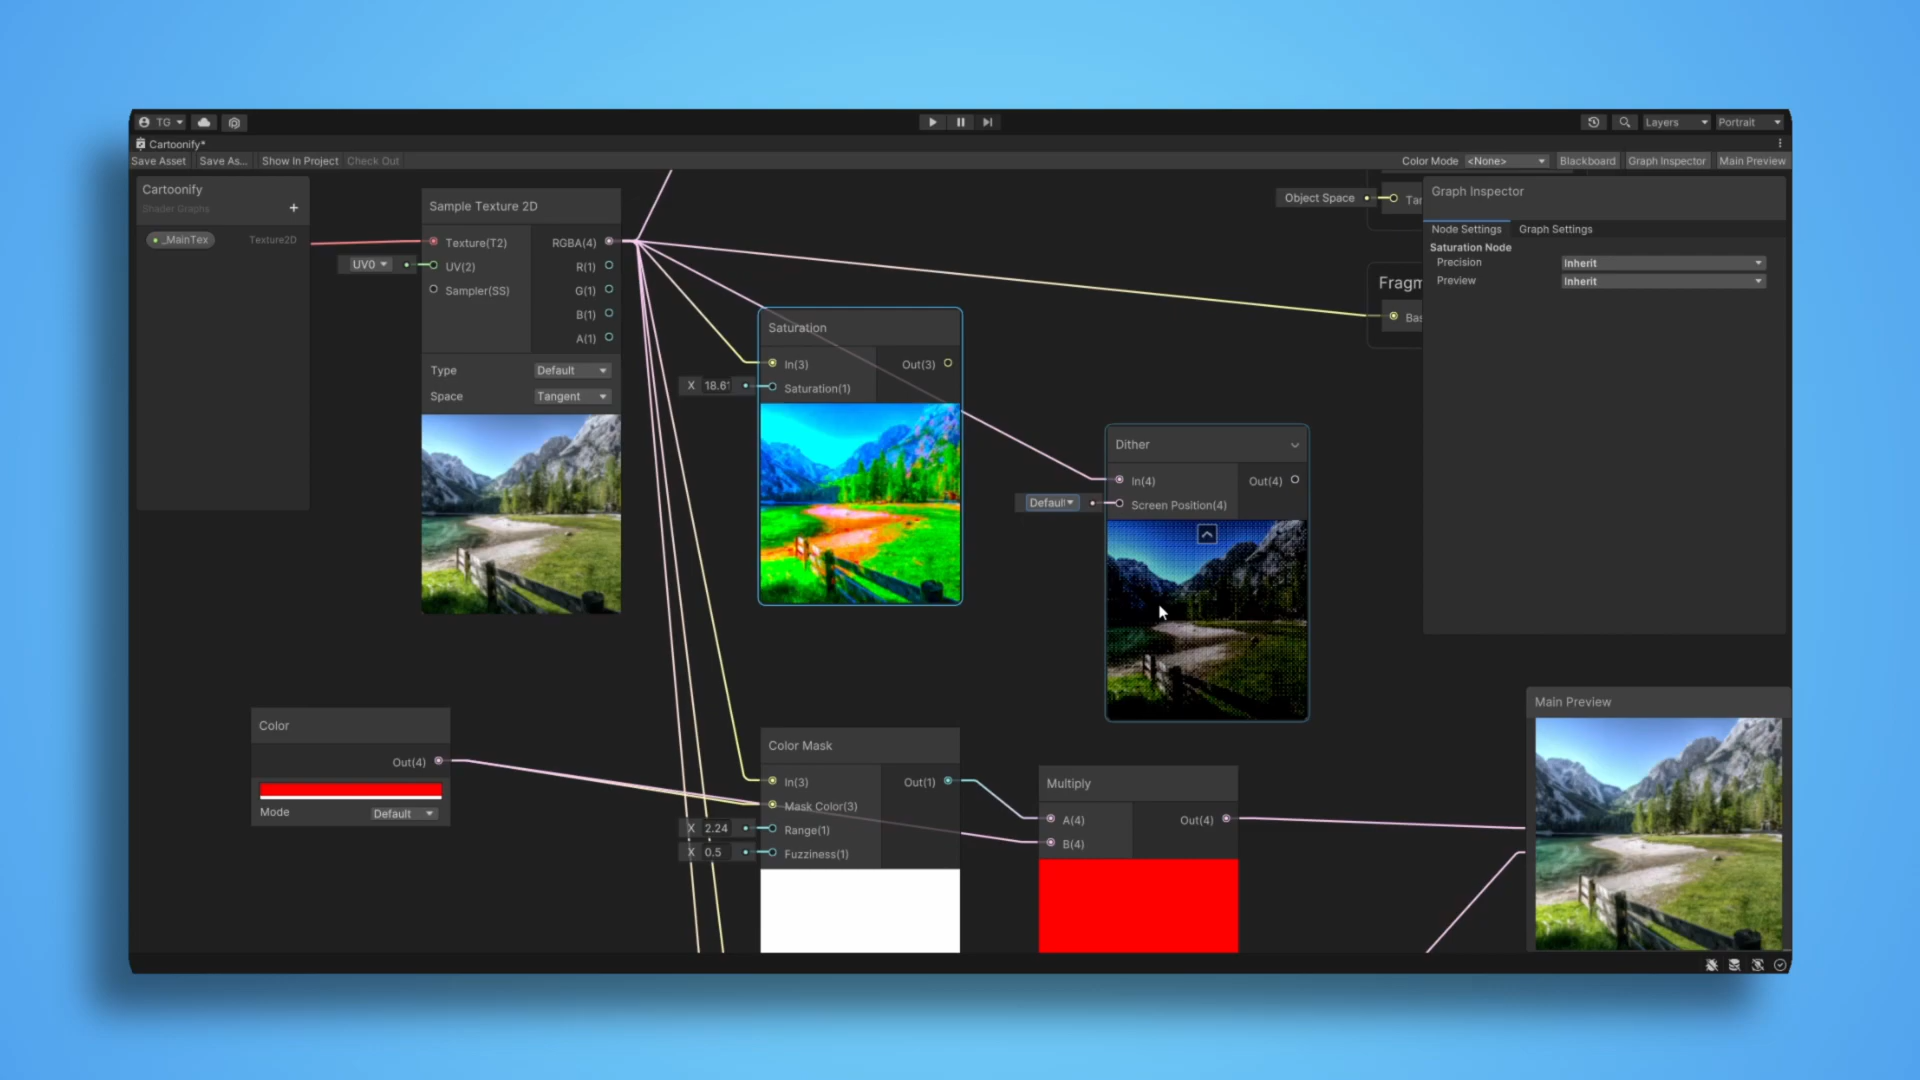 TG
Layers
Portrait
Cartoonify*
Save Asset
Save As...
Show In Project
Check Out
Color Mode
<None>
Blackboard
Graph Inspector
Main Preview
Cartoonify
Shader Graphs
+
_MainTex
Texture2D
Sample Texture 2D
Texture(T2)
RGBA(4)
UV0
UV(2)
R(1)
Sampler(SS)
G(1)
B(1)
A(1)
Type
Default
Space
Tangent
Saturation
In(3)
Out(3)
X 18.6
Saturation(1)
Object Space
Tar
Fragm
Bas
Graph Inspector
Node Settings
Graph Settings
Saturation Node
Precision
Inherit
Preview
Inherit
Dither
In(4)
Out(4)
Default
Screen Position(4)
Color
Out(4)
Mode
Default
Color Mask
In(3)
Out(1)
Mask Color(3)
X 2.24
Range(1)
X 0.5
Fuzziness(1)
Multiply
A(4)
Out(4)
B(4)
Main Preview